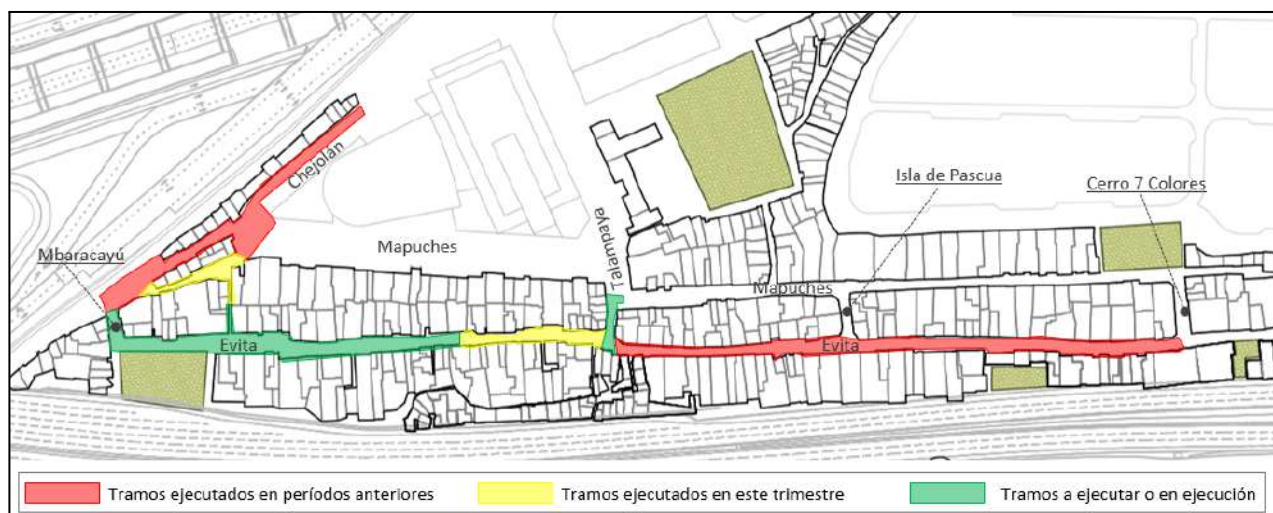 Chejolán
Isla de Pascua
Cerro 7 Colores
Mbaracayú
Mapuches
Talampaya
Mapuches
Evita
Evita
Tramos ejecutados en períodos anteriores
Tramos ejecutados en este trimestre
Tramos a ejecutar o en ejecución